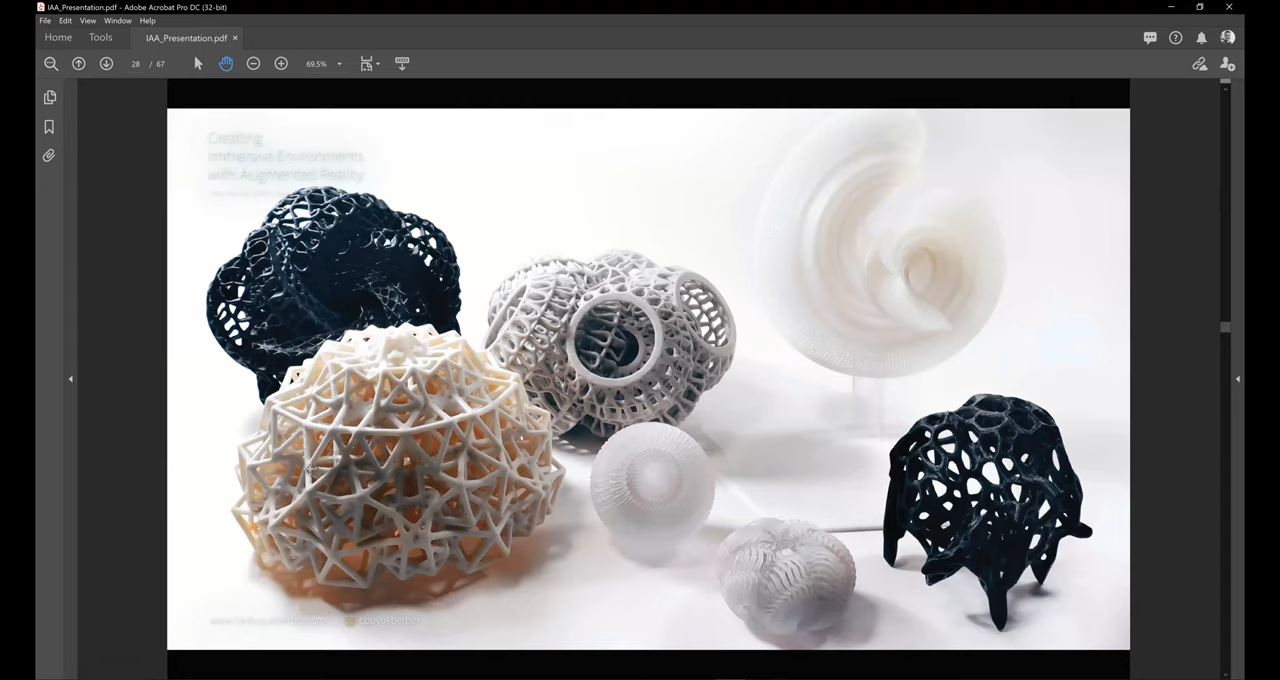 IAA_Presentation.pdf - Adobe Acrobat Pro DC (32-bit)
File Edit View Window Help
Home Tools IAA_Presentation.pdf ×
28 / 67 69.5%
Creating
Immersive Environments
with Augmented Reality
cboyukberber